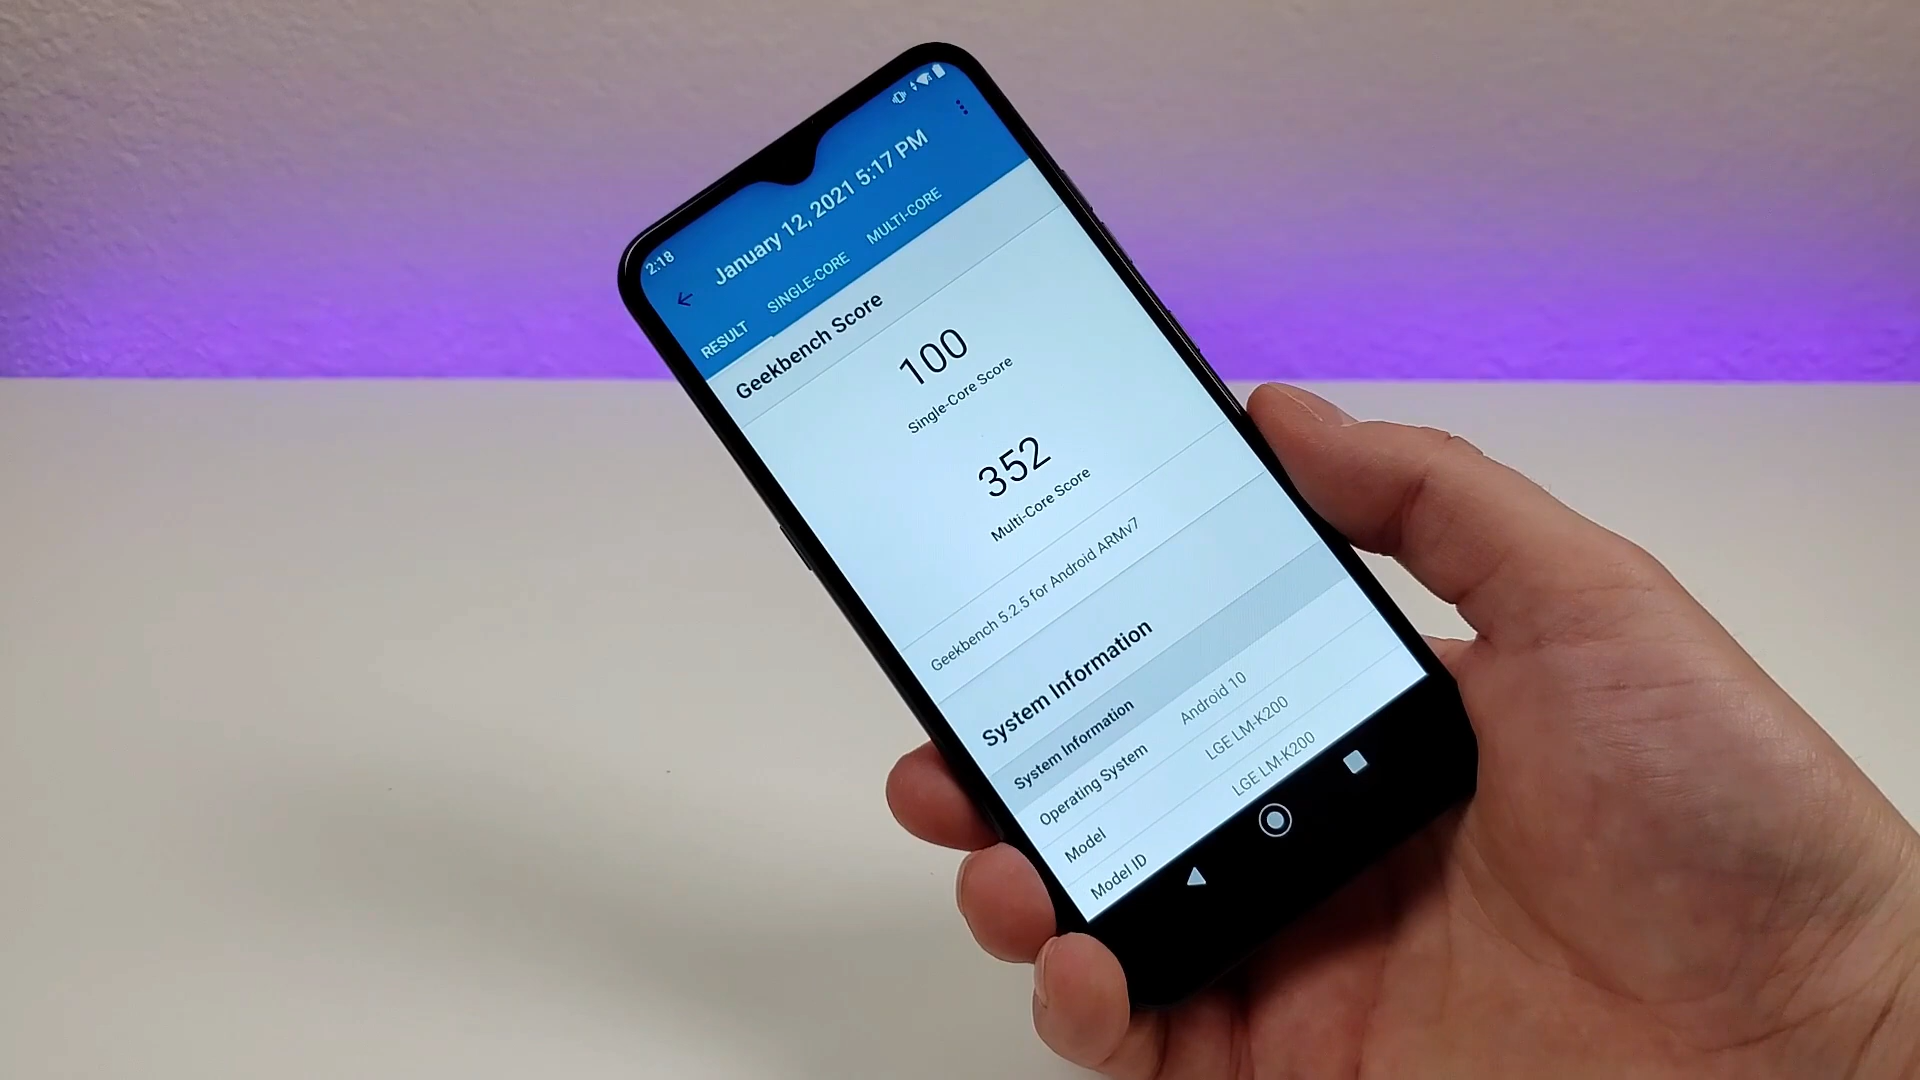 2:18
January 12, 2021 5:17 PM
RESULT SINGLE-CORE MULTI-CORE
Geekbench Score
100
Single-Core Score
352
Multi-Core Score
Geekbench 5.2.5 for Android ARMv7
System Information
System Information
Operating System Android 10
Model LGE LM-K200
Model ID LGE LM-K200